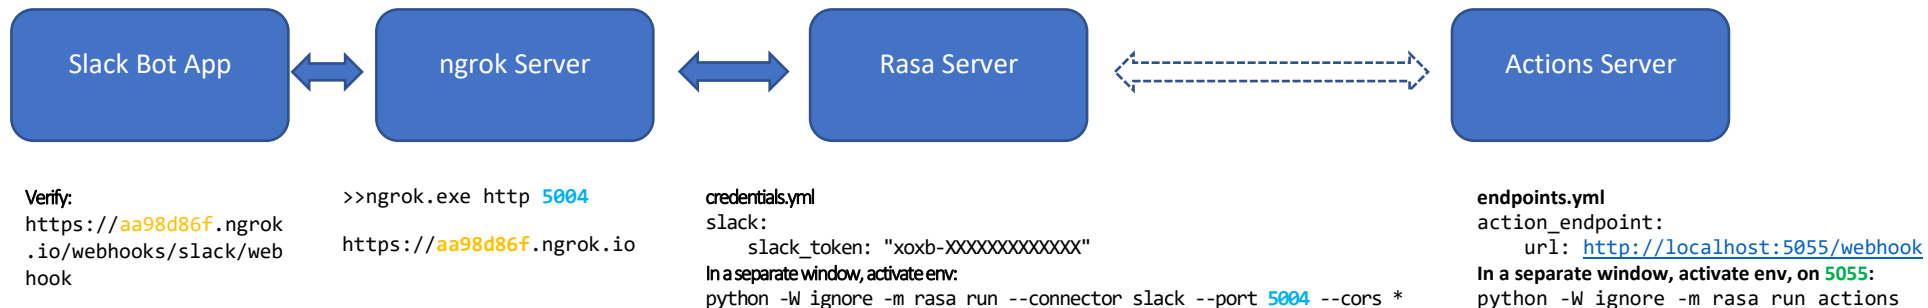 Slack Bot App
ngrok Server
Rasa Server
Actions Server
Verify:
https://aa98d86f.ngrok
.io/webhooks/slack/web
hook
>>ngrok.exe http 5004
https://aa98d86f.ngrok.io
credentials.yml
slack:
slack_token: "xoxb-XXXXXXXXXXXXX"
In a separate window, activate env:
python -W ignore -m rasa run --connector slack --port 5004 --cors *
endpoints.yml
action_endpoint:
url: http://localhost:5055/webhook
In a separate window, activate env, on 5055:
python -W ignore -m rasa run actions